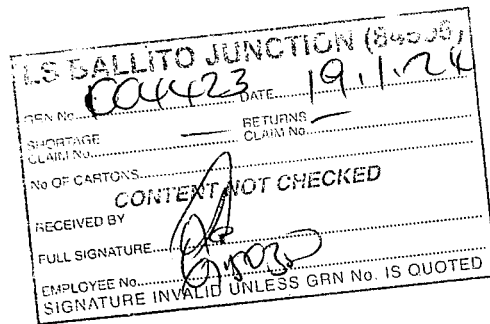 L.S BALLITO JUNCTION
GRN No. 004423 DATE 19.1.24
SHORTAGE CLAIM No. — RETURNS CLAIM No. —
No OF CARTONS
CONTENT NOT CHECKED
RECEIVED BY
FULL SIGNATURE
EMPLOYEE No.
SIGNATURE INVALID UNLESS GRN No. IS QUOTED